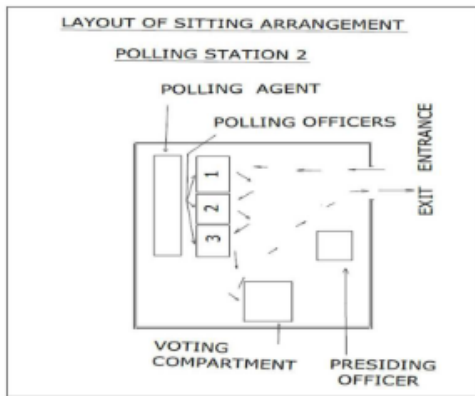 LAYOUT OF SITTING ARRANGEMENT
POLLING STATION 2
POLLING AGENT
POLLING OFFICERS
1
2
3
ENTRANCE
EXIT
VOTING
COMPARTMENT
PRESIDING
OFFICER